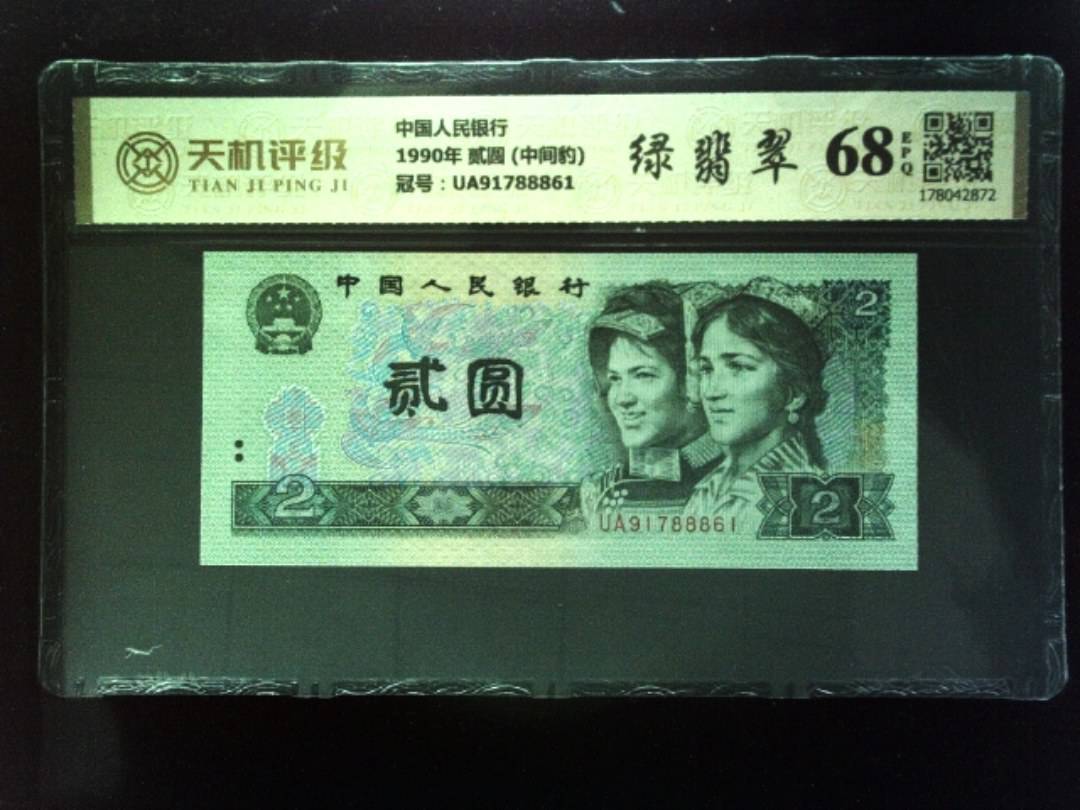 天机评级
TIAN JI PING JI
中国人民银行
1990年 贰圆 (中间豹)
冠号：UA91788861
绿翡翠
68
EPQ
178042872
中国人民银行
2
贰圆
2
UA91788861
2